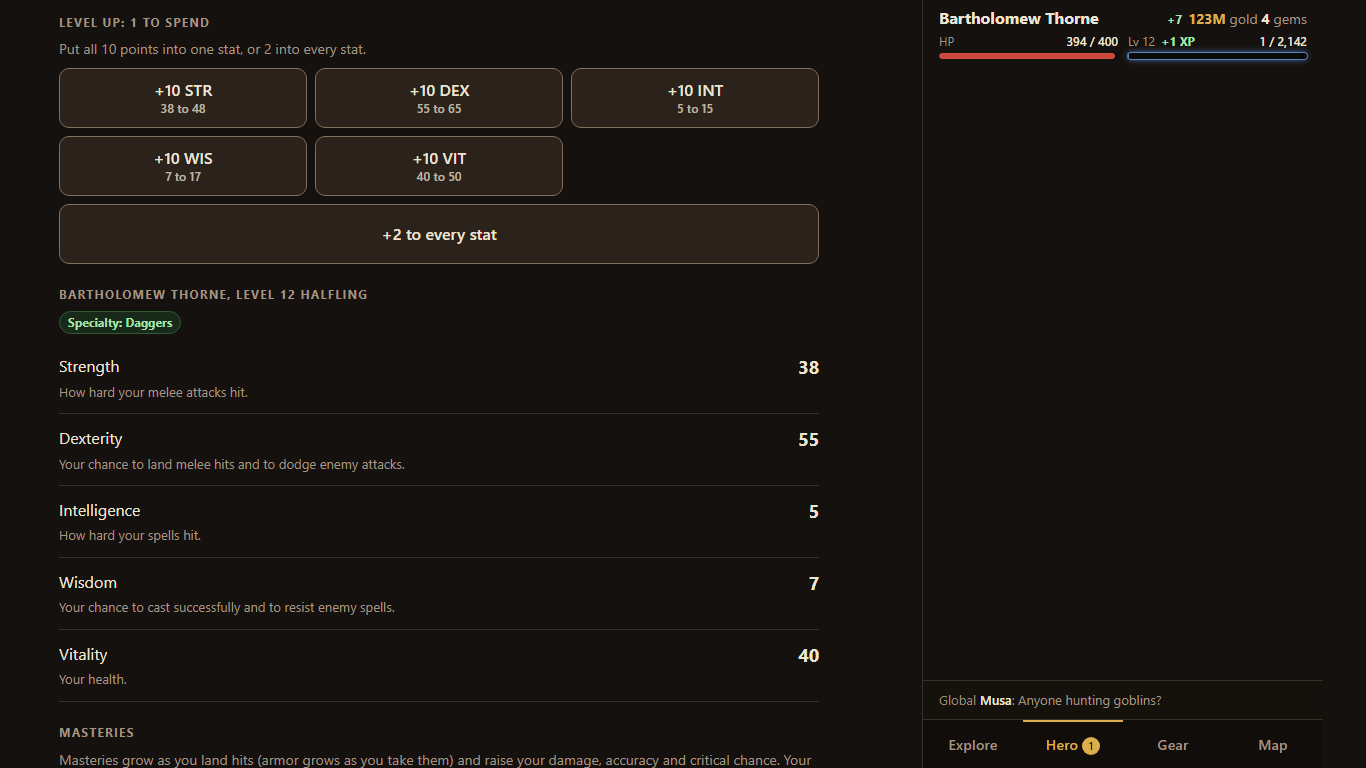 LEVEL UP: 1 TO SPEND
Put all 10 points into one stat, or 2 into every stat.
+10 STR
38 to 48
+10 DEX
55 to 65
+10 INT
5 to 15
+10 WIS
7 to 17
+10 VIT
40 to 50
+2 to every stat
BARTHOLOMEW THORNE, LEVEL 12 HALFLING
Specialty: Daggers
Strength 38
How hard your melee attacks hit.
Dexterity 55
Your chance to land melee hits and to dodge enemy attacks.
Intelligence 5
How hard your spells hit.
Wisdom 7
Your chance to cast successfully and to resist enemy spells.
Vitality 40
Your health.
MASTERIES
Masteries grow as you land hits (armor grows as you take them) and raise your damage, accuracy and critical chance. Your
Bartholomew Thorne +7 123M gold 4 gems
HP 394 / 400 Lv 12 +1 XP 1 / 2,142
Global Musa: Anyone hunting goblins?
Explore Hero 1 Gear Map